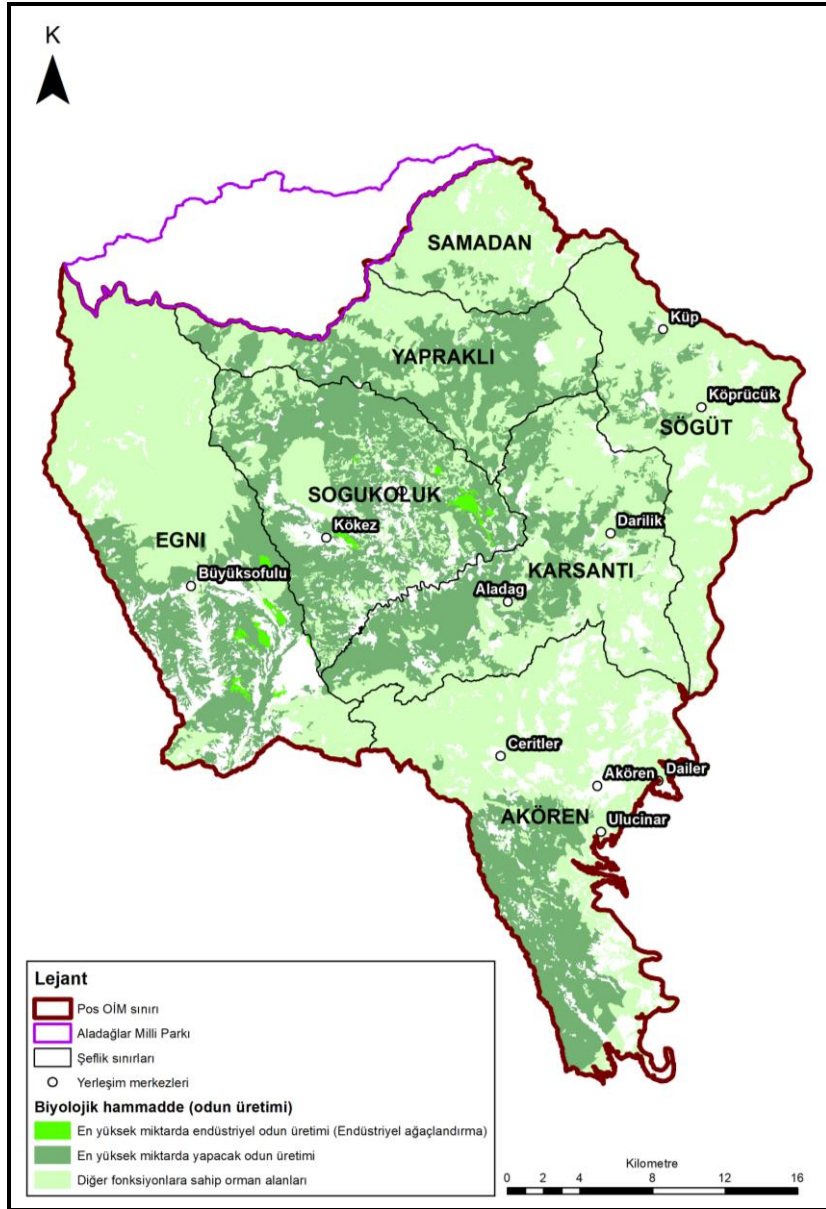 K
SAMADAN
Küp
YAPRAKLI
Köprücük
SÖGÜT
SOGUKOLUK
Kökez
Darilik
EGNI
KARSANTI
Büyüksofulu
Aladag
Ceritler
Akören
Dailer
AKÖREN
Ulucinar
Lejant
Pos OİM sınırı
Aladağlar Milli Parkı
Şeflik sınırları
Yerleşim merkezleri
Biyolojik hammadde (odun üretimi)
En yüksek miktarda endüstriyel odun üretimi (Endüstriyel ağaçlandırma)
En yüksek miktarda yapacak odun üretimi
Diğer fonksiyonlara sahip orman alanları
Kilometre
0 2 4 8 12 16